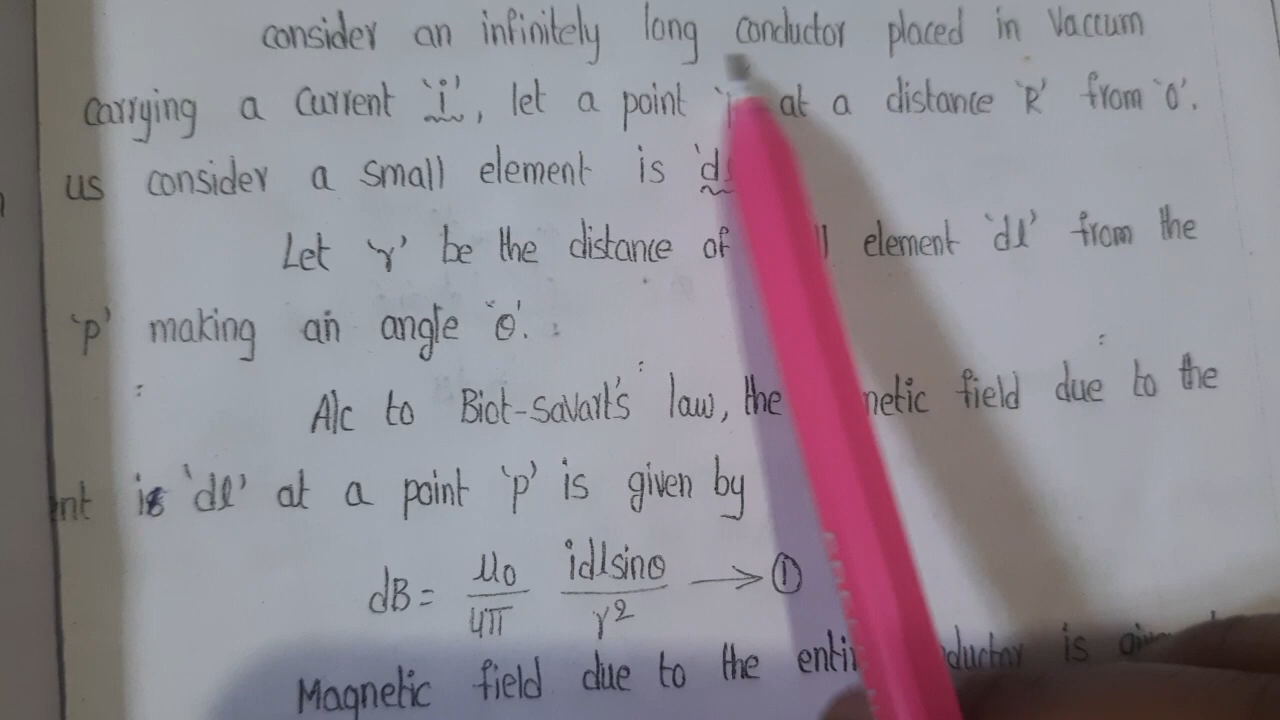 consider an infinitely long conductor placed in Vaccum
carrying a current 'i', let a point at a distance 'R' from 'O'.
us consider a small element is
Let 'r' be the distance of element 'dl' from the
'p' making an angle 'θ'.
A/c to Biot-Savart's law, the netic field due to the
nt is 'dl' at a point 'p' is given by
dB = μ0/4π idlsinθ/r² → ①
Magnetic field due to the is